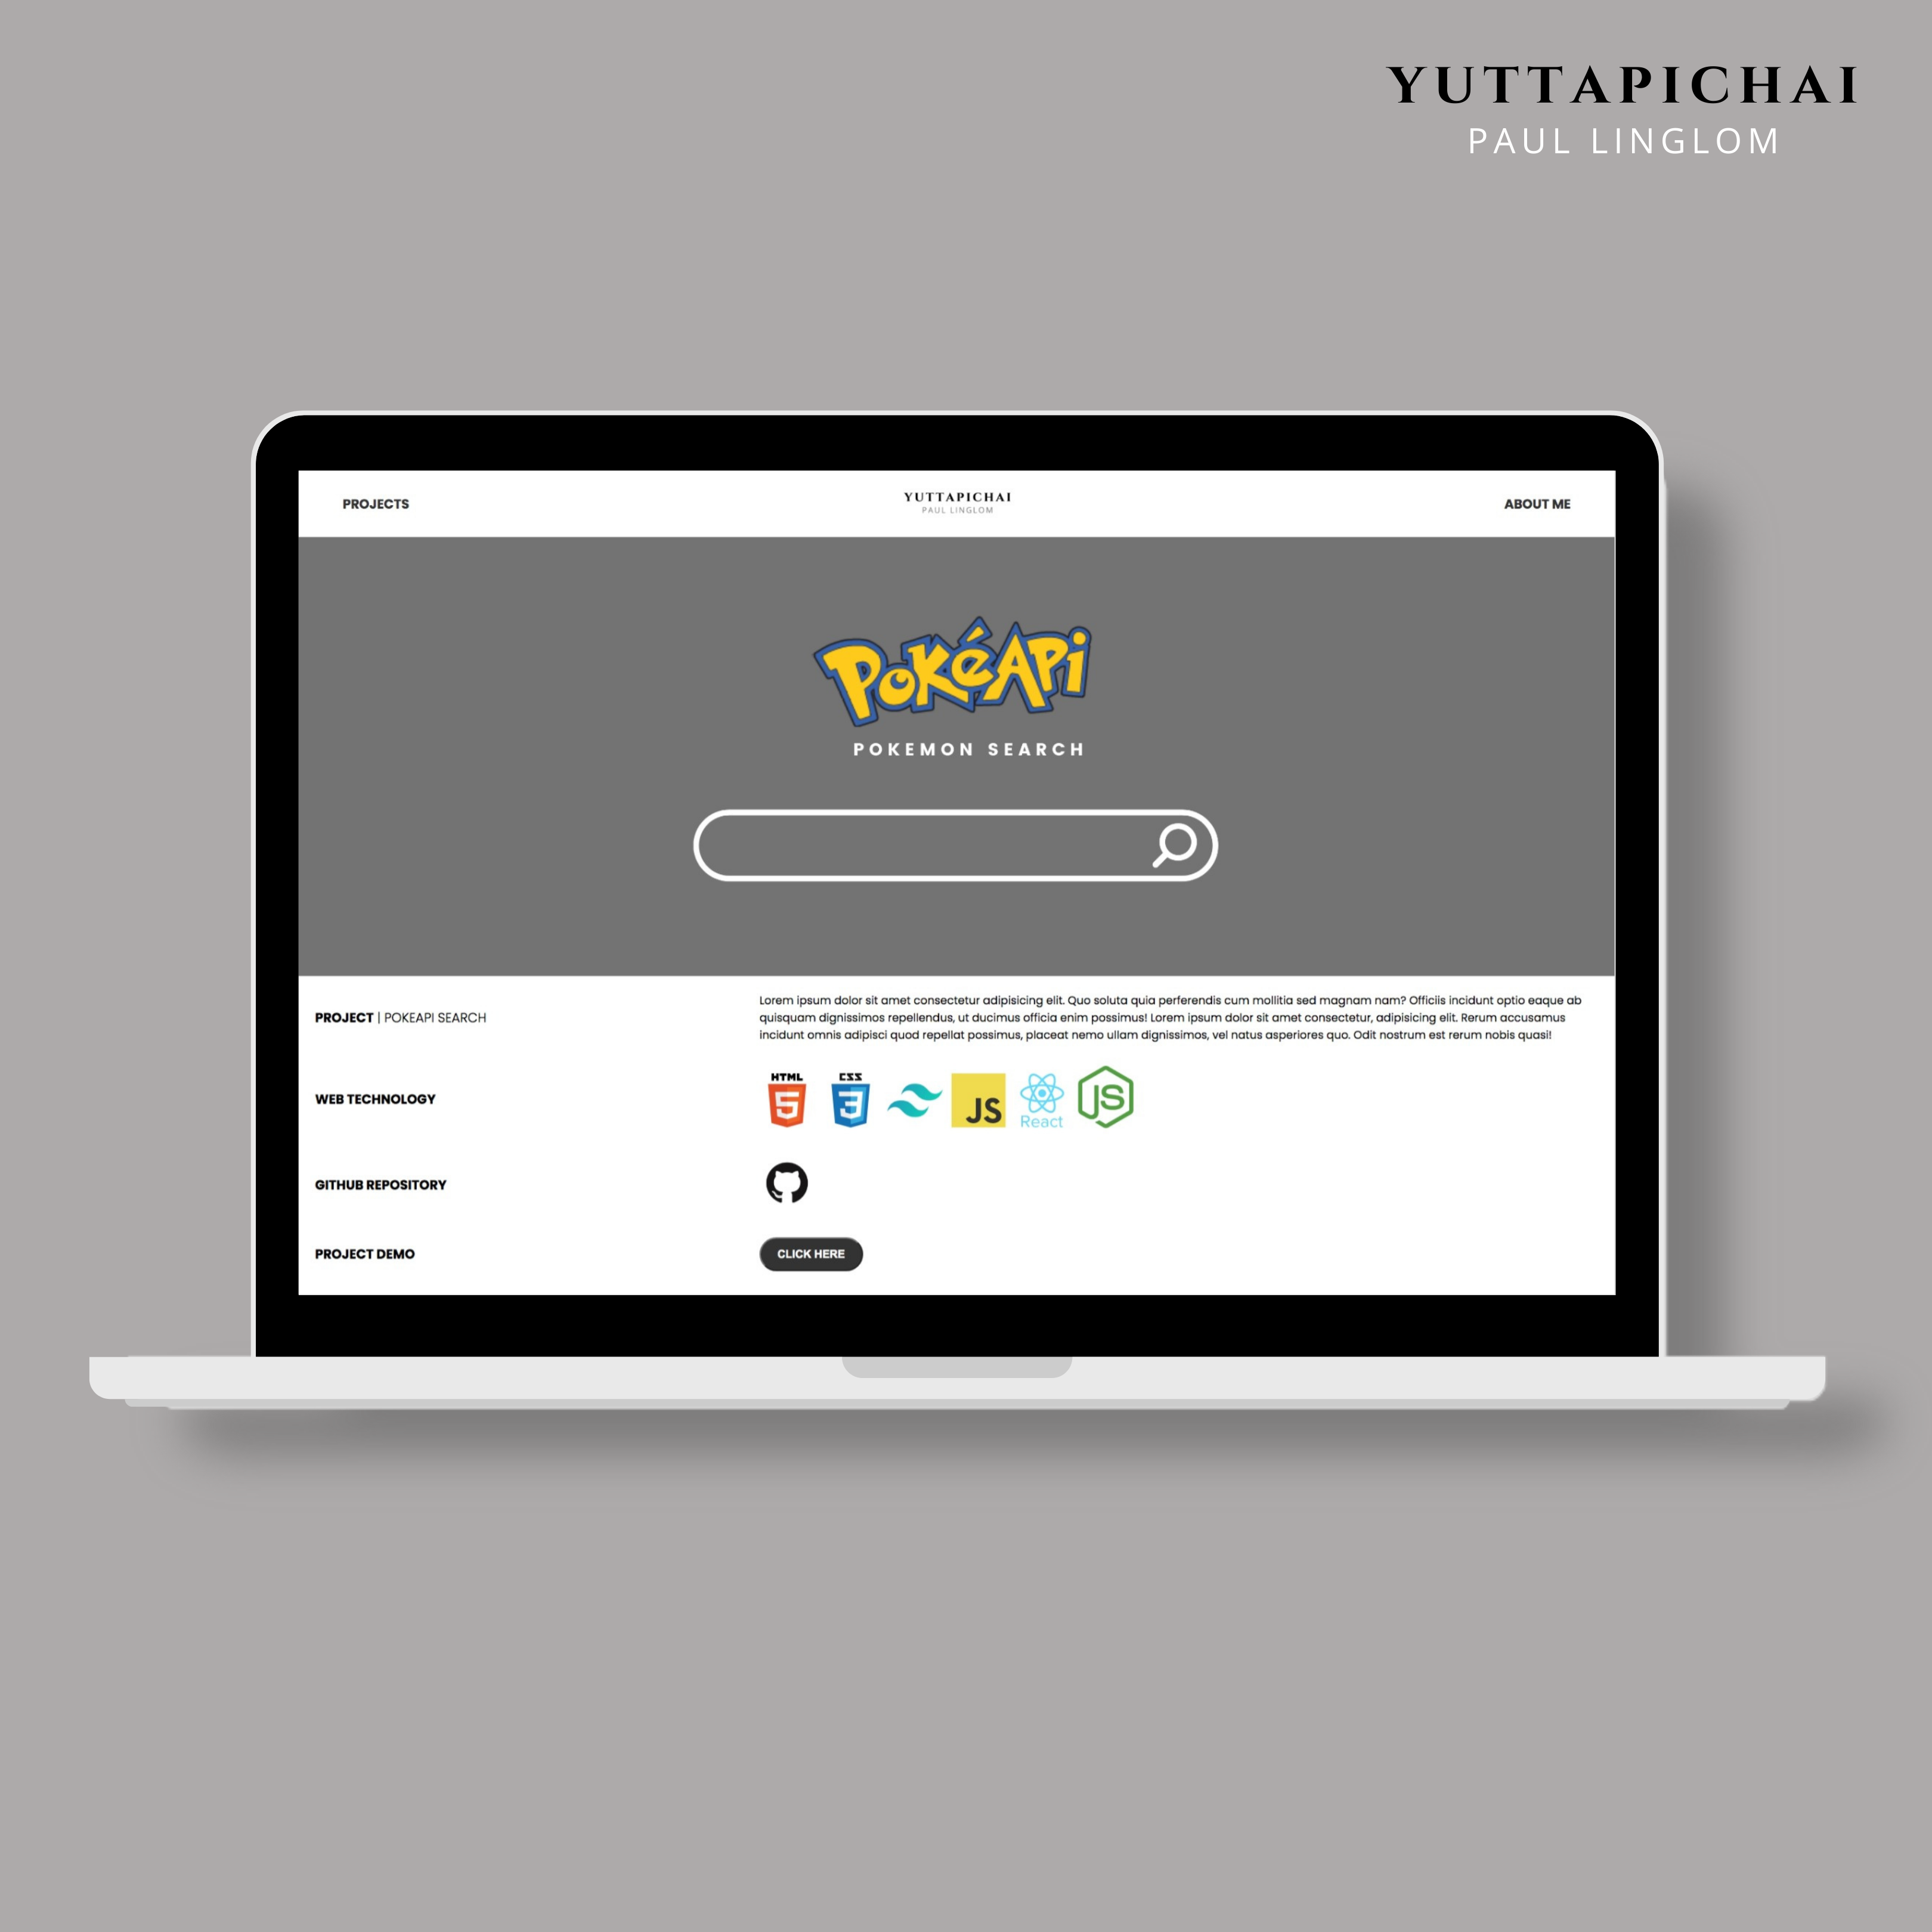 YUTTAPICHAI
PAUL LINGLOM
PROJECTS
YUTTAPICHAI
PAUL LINGLOM
ABOUT ME
PokéApi
POKEMON SEARCH
PROJECT | POKEAPI SEARCH
Lorem ipsum dolor sit amet consectetur adipisicing elit. Quo soluta quia perferendis cum mollitia sed magnam nam? Officiis incidunt optio eaque ab
quisquam dignissimos repellendus, ut ducimus officia enim possimus! Lorem ipsum dolor sit amet consectetur, adipisicing elit. Rerum accusamus
incidunt omnis adipisci quod repellat possimus, placeat nemo ullam dignissimos, vel natus asperiores quo. Odit nostrum est rerum nobis quasi!
WEB TECHNOLOGY
HTML
5
CSS
3
JS
React
JS
GITHUB REPOSITORY
PROJECT DEMO
CLICK HERE